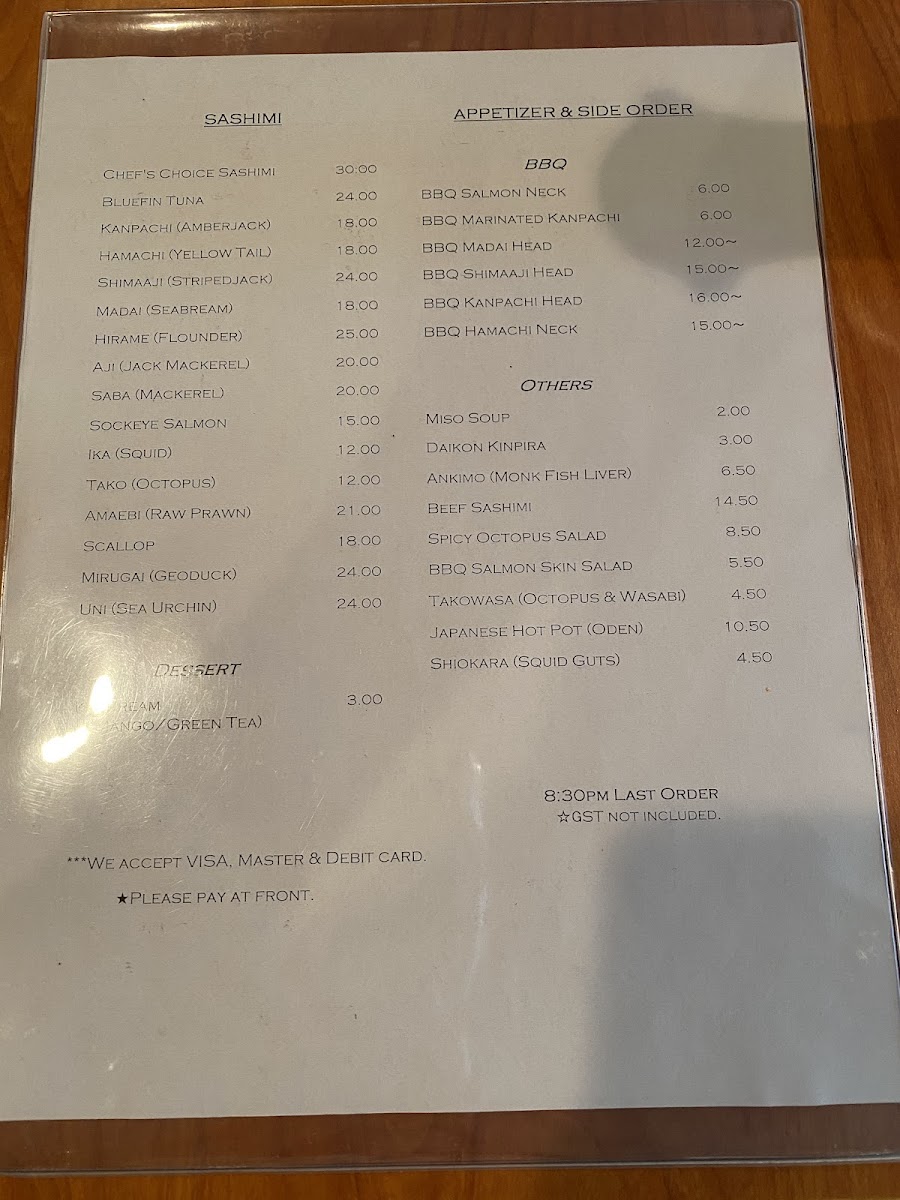 SASHIMI
CHEF'S CHOICE SASHIMI 30.00
BLUEFIN TUNA 24.00
KANPACHI (AMBERJACK) 18.00
HAMACHI (YELLOW TAIL) 18.00
SHIMAAJI (STRIPEDJACK) 24.00
MADAI (SEABREAM) 18.00
HIRAME (FLOUNDER) 25.00
AJI (JACK MACKEREL) 20.00
SABA (MACKEREL) 20.00
SOCKEYE SALMON 15.00
IKA (SQUID) 12.00
TAKO (OCTOPUS) 12.00
AMAEBI (RAW PRAWN) 21.00
SCALLOP 18.00
MIRUGAI (GEODUCK) 24.00
UNI (SEA URCHIN) 24.00
DESSERT
3.00
GREEN TEA)
***WE ACCEPT VISA, MASTER & DEBIT CARD.
★PLEASE PAY AT FRONT.
APPETIZER & SIDE ORDER
BBQ
BBQ SALMON NECK 6.00
BBQ MARINATED KANPACHI 6.00
BBQ MADAI HEAD 12.00~
BBQ SHIMAAJI HEAD 15.00~
BBQ KANPACHI HEAD 16.00~
BBQ HAMACHI NECK 15.00~
OTHERS
MISO SOUP 2.00
DAIKON KINPIRA 3.00
ANKIMO (MONK FISH LIVER) 6.50
BEEF SASHIMI 14.50
SPICY OCTOPUS SALAD 8.50
BBQ SALMON SKIN SALAD 5.50
TAKOWASA (OCTOPUS & WASABI) 4.50
JAPANESE HOT POT (ODEN) 10.50
SHIOKARA (SQUID GUTS) 4.50
8:30PM LAST ORDER
☆GST NOT INCLUDED.